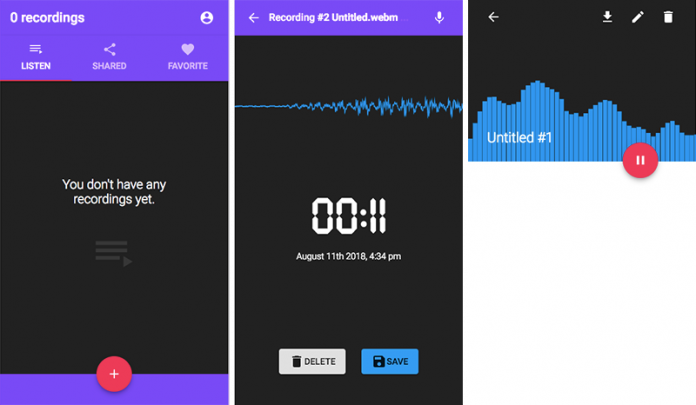 0 recordings
LISTEN
SHARED
FAVORITE
You don't have any
recordings yet.
Recording #2 Untitled.webm
00:11
August 11th 2018, 4:34 pm
DELETE
SAVE
Untitled #1